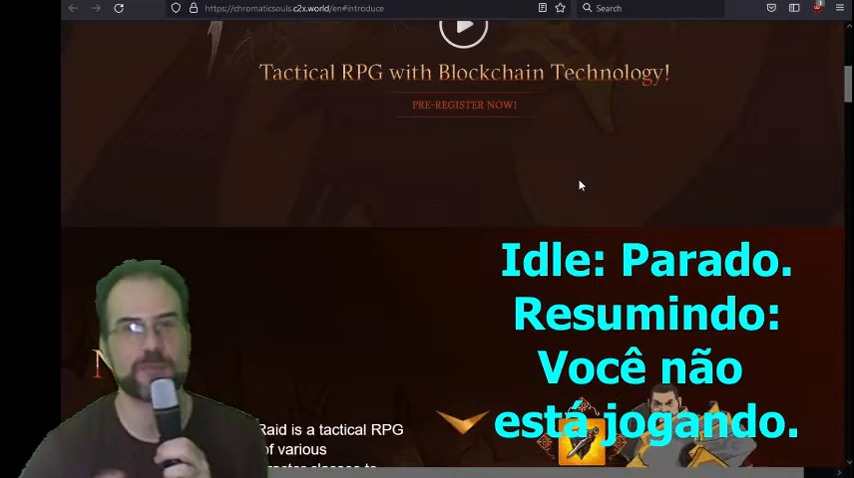 https://chromaticsouls.c2x.world/en#introduce
Search
Tactical RPG with Blockchain Technology!
PRE-REGISTER NOW!
Idle: Parado.
Resumindo:
Você não
está jogando.
Raid is a tactical RPG
of various